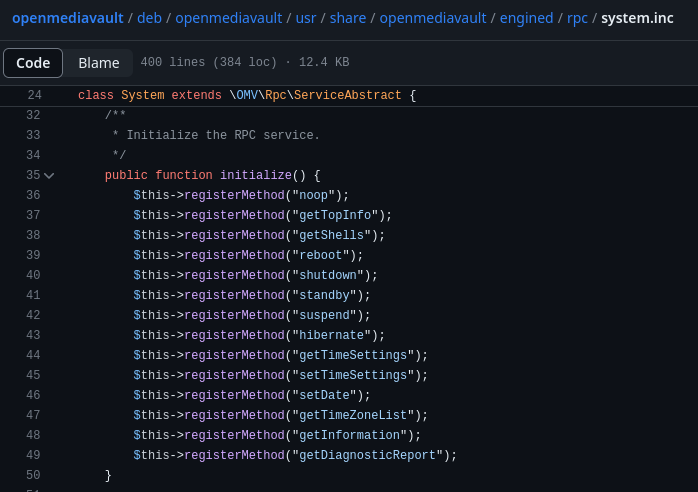 openmediavault / deb / openmediavault / usr / share / openmediavault / engined / rpc / system.inc
Code Blame 400 lines (384 loc) · 12.4 KB
24 class System extends \OMV\Rpc\ServiceAbstract {
32 /**
33 * Initialize the RPC service.
34 */
35 public function initialize() {
36 $this->registerMethod("noop");
37 $this->registerMethod("getTopInfo");
38 $this->registerMethod("getShells");
39 $this->registerMethod("reboot");
40 $this->registerMethod("shutdown");
41 $this->registerMethod("standby");
42 $this->registerMethod("suspend");
43 $this->registerMethod("hibernate");
44 $this->registerMethod("getTimeSettings");
45 $this->registerMethod("setTimeSettings");
46 $this->registerMethod("setDate");
47 $this->registerMethod("getTimeZoneList");
48 $this->registerMethod("getInformation");
49 $this->registerMethod("getDiagnosticReport");
50 }